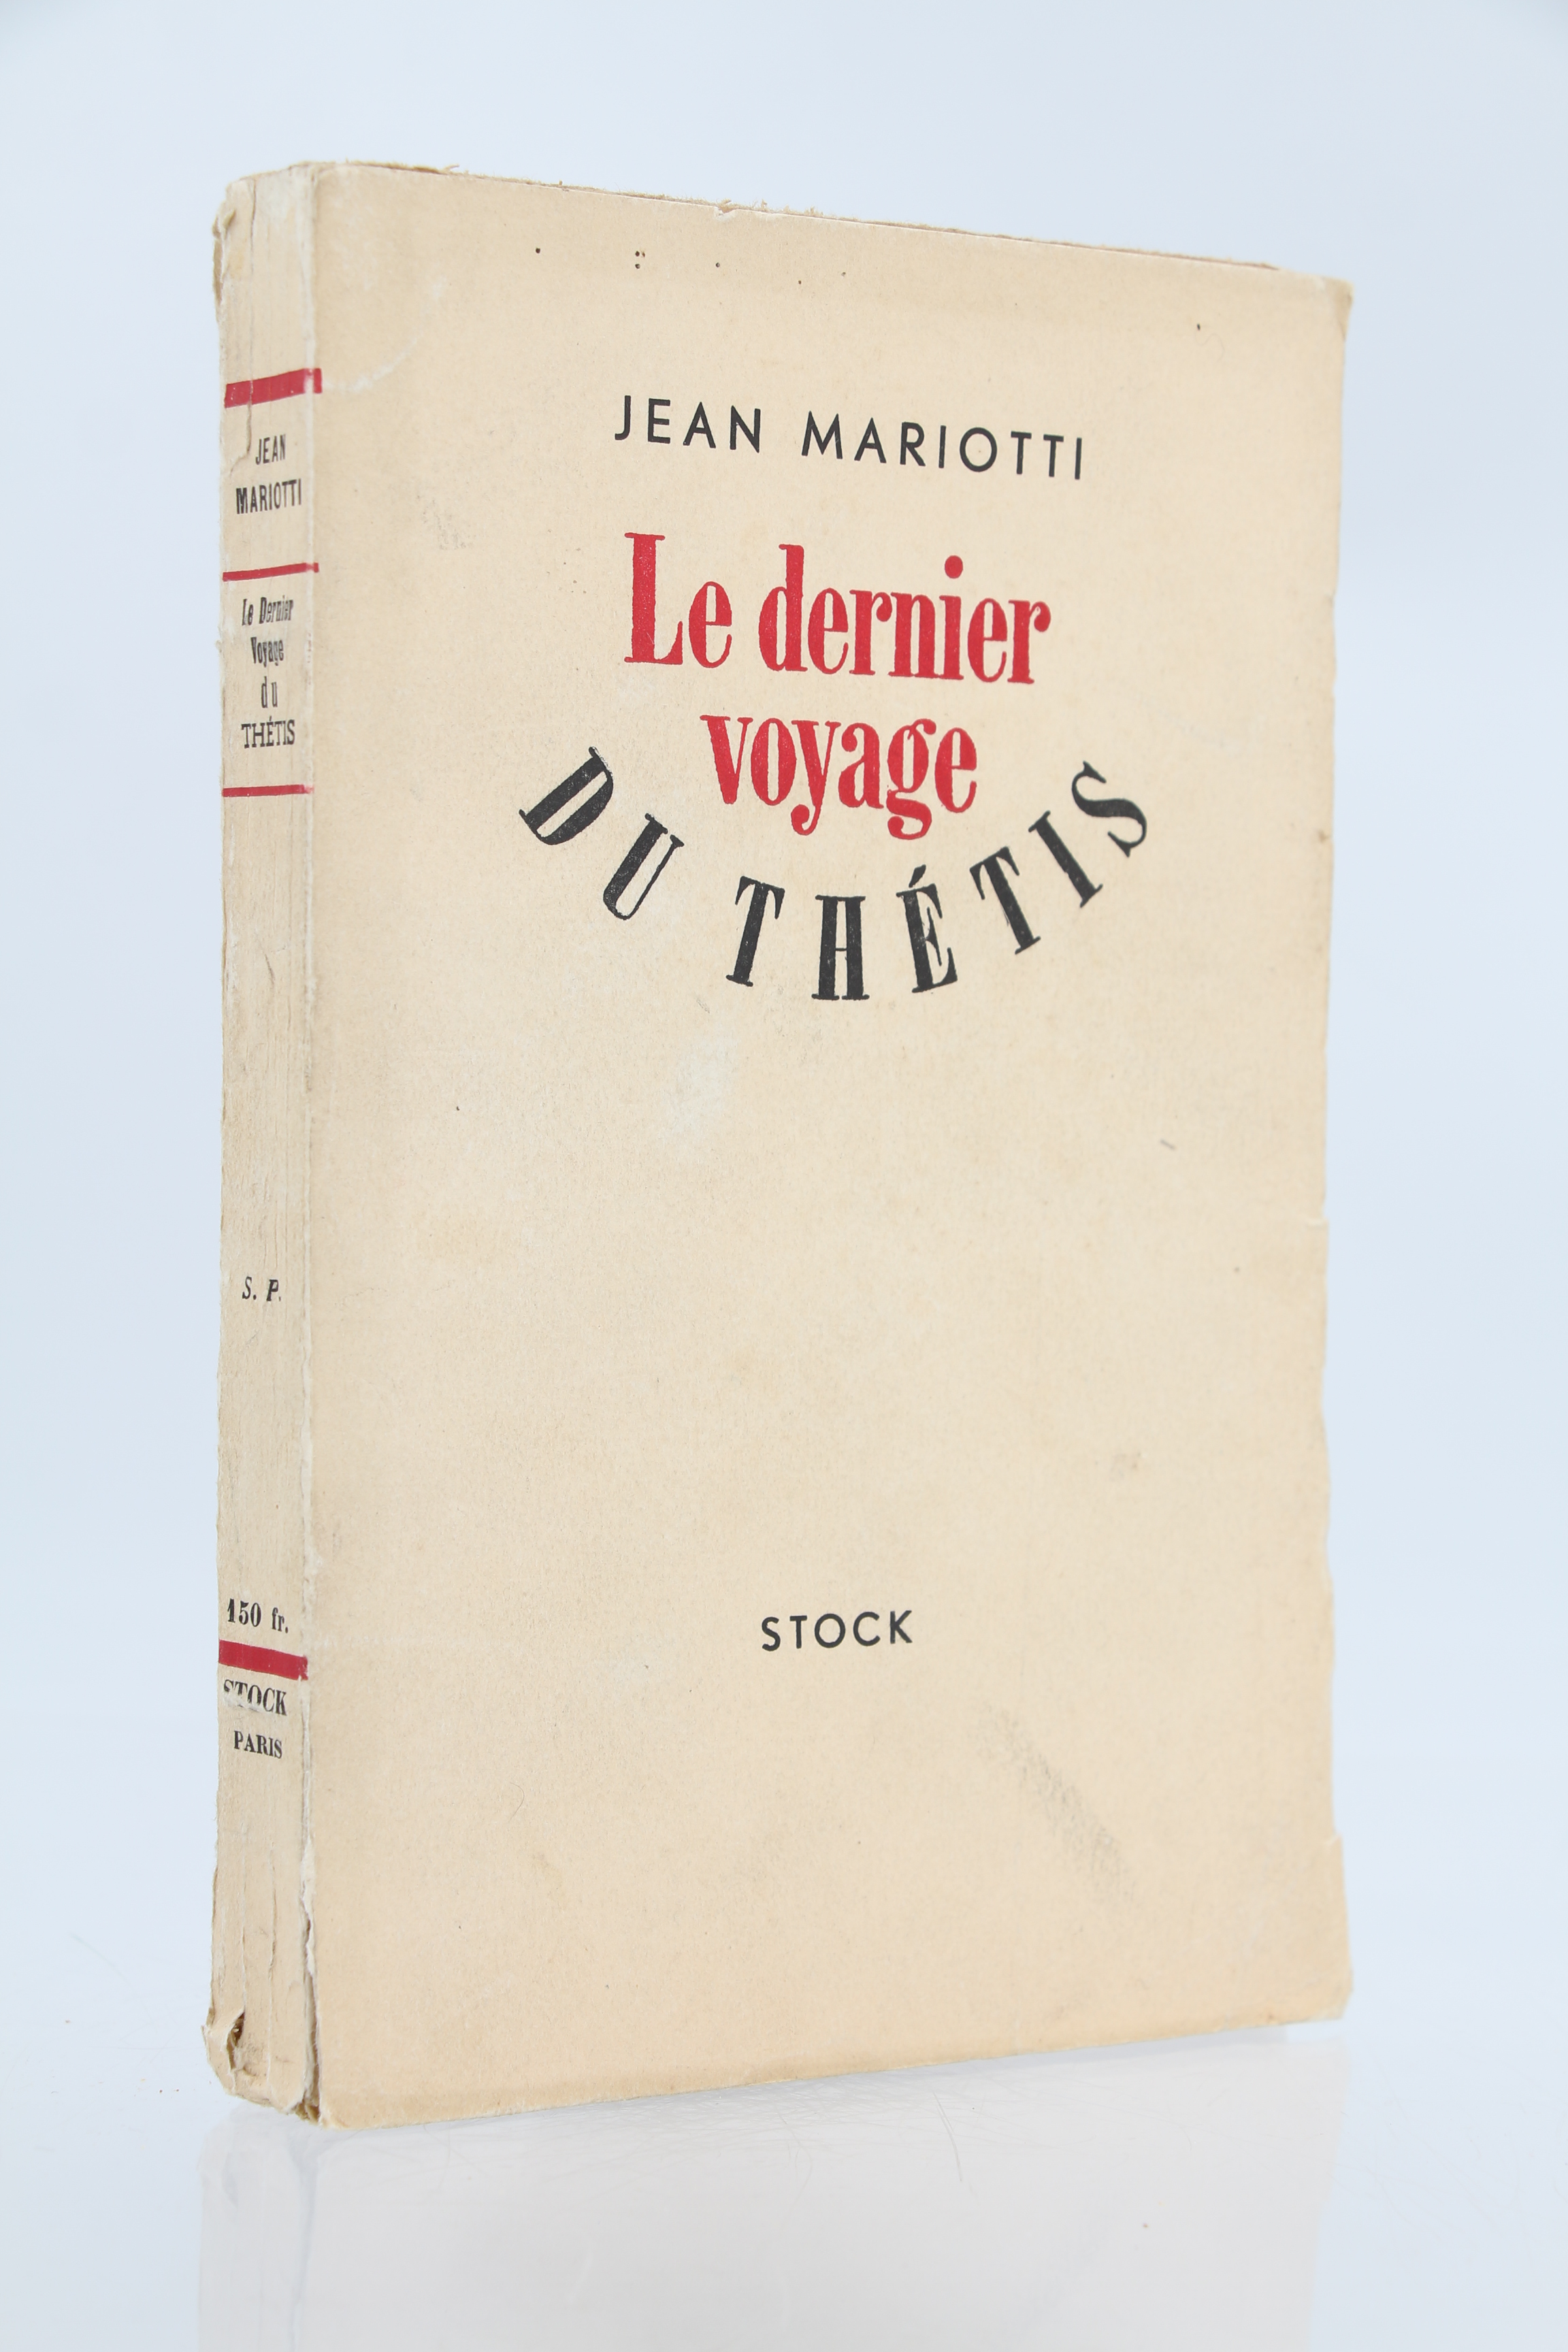 JEAN MARIOTTI
Le dernier
voyage
DU THÉTIS
STOCK
JEAN
MARIOTTI
Le Dernier
Voyage
du
THÉTIS
S. P.
150 fr.
STOCK
PARIS